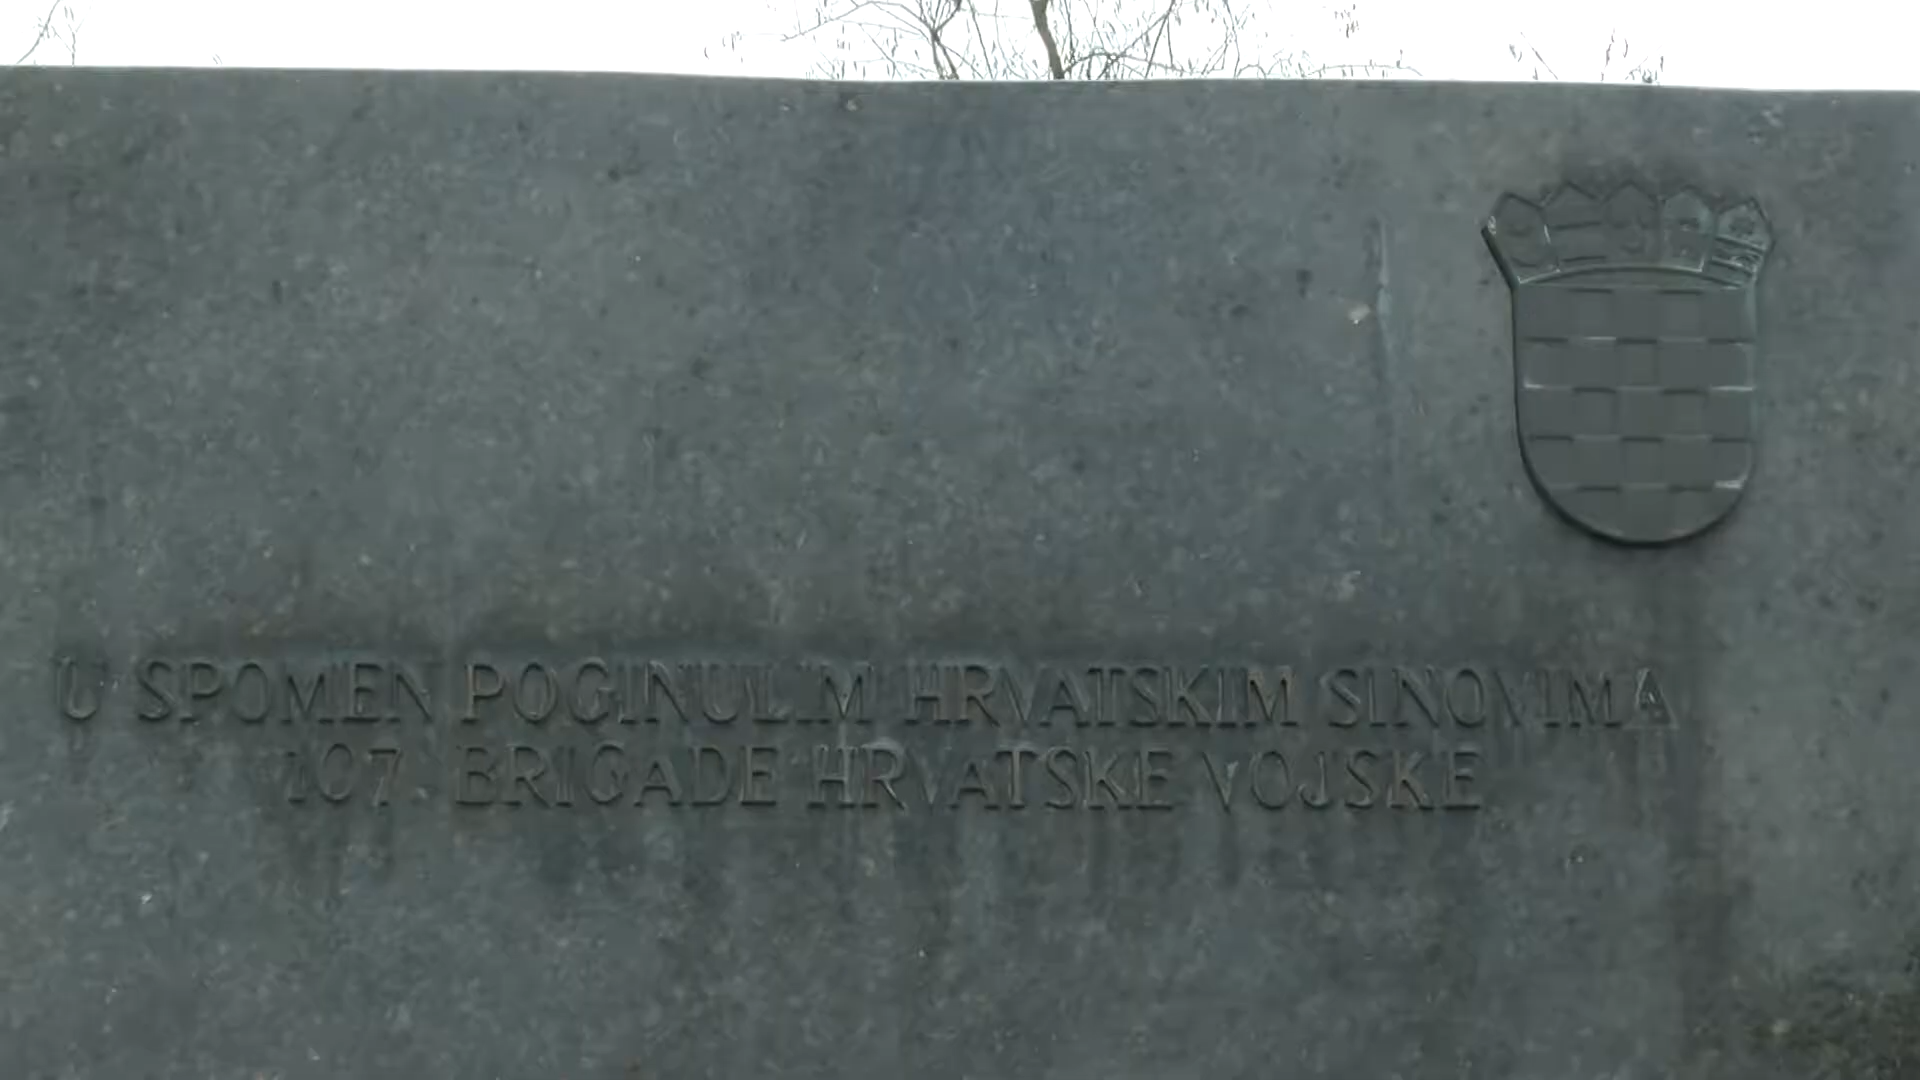 U SPOMEN POGINULIM HRVATSKIM SINOVIMA
107. BRIGADE HRVATSKE VOJSKE